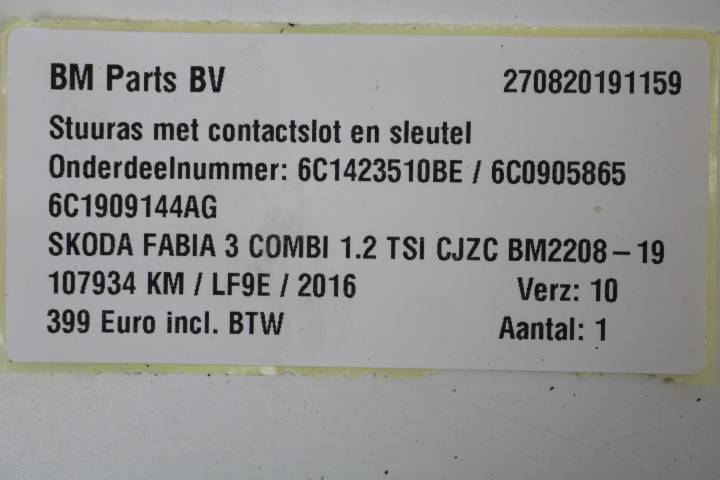 BM Parts BV 270820191159
Stuuras met contactslot en sleutel
Onderdeelnummer: 6C1423510BE / 6C0905865
6C1909144AG
SKODA FABIA 3 COMBI 1.2 TSI CJZC BM2208-19
107934 KM / LF9E / 2016 Verz: 10
399 Euro incl. BTW Aantal: 1